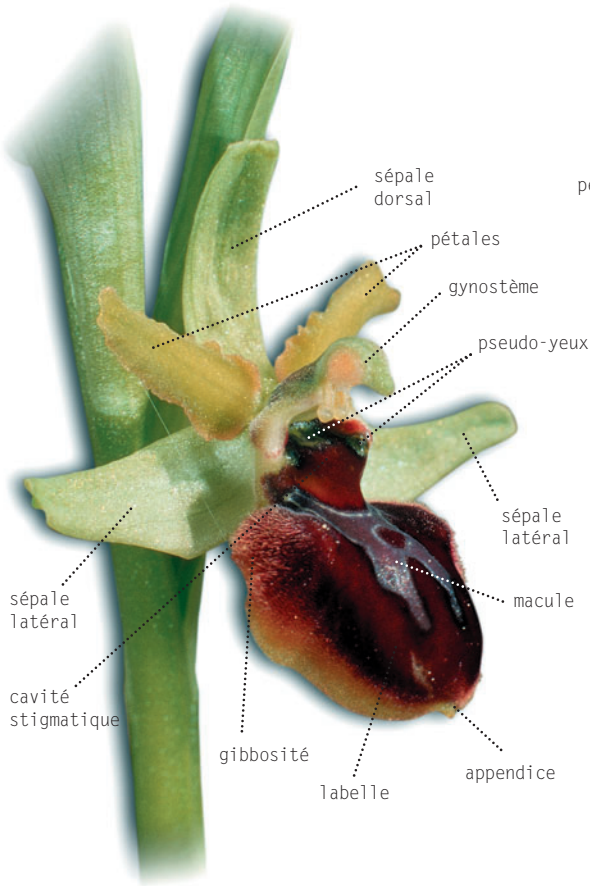 sépale
dorsal
pétales
gynostème
pseudo-yeux
sépale
latéral
macule
sépale
latéral
cavité
stigmatique
gibbosité
labelle
appendice